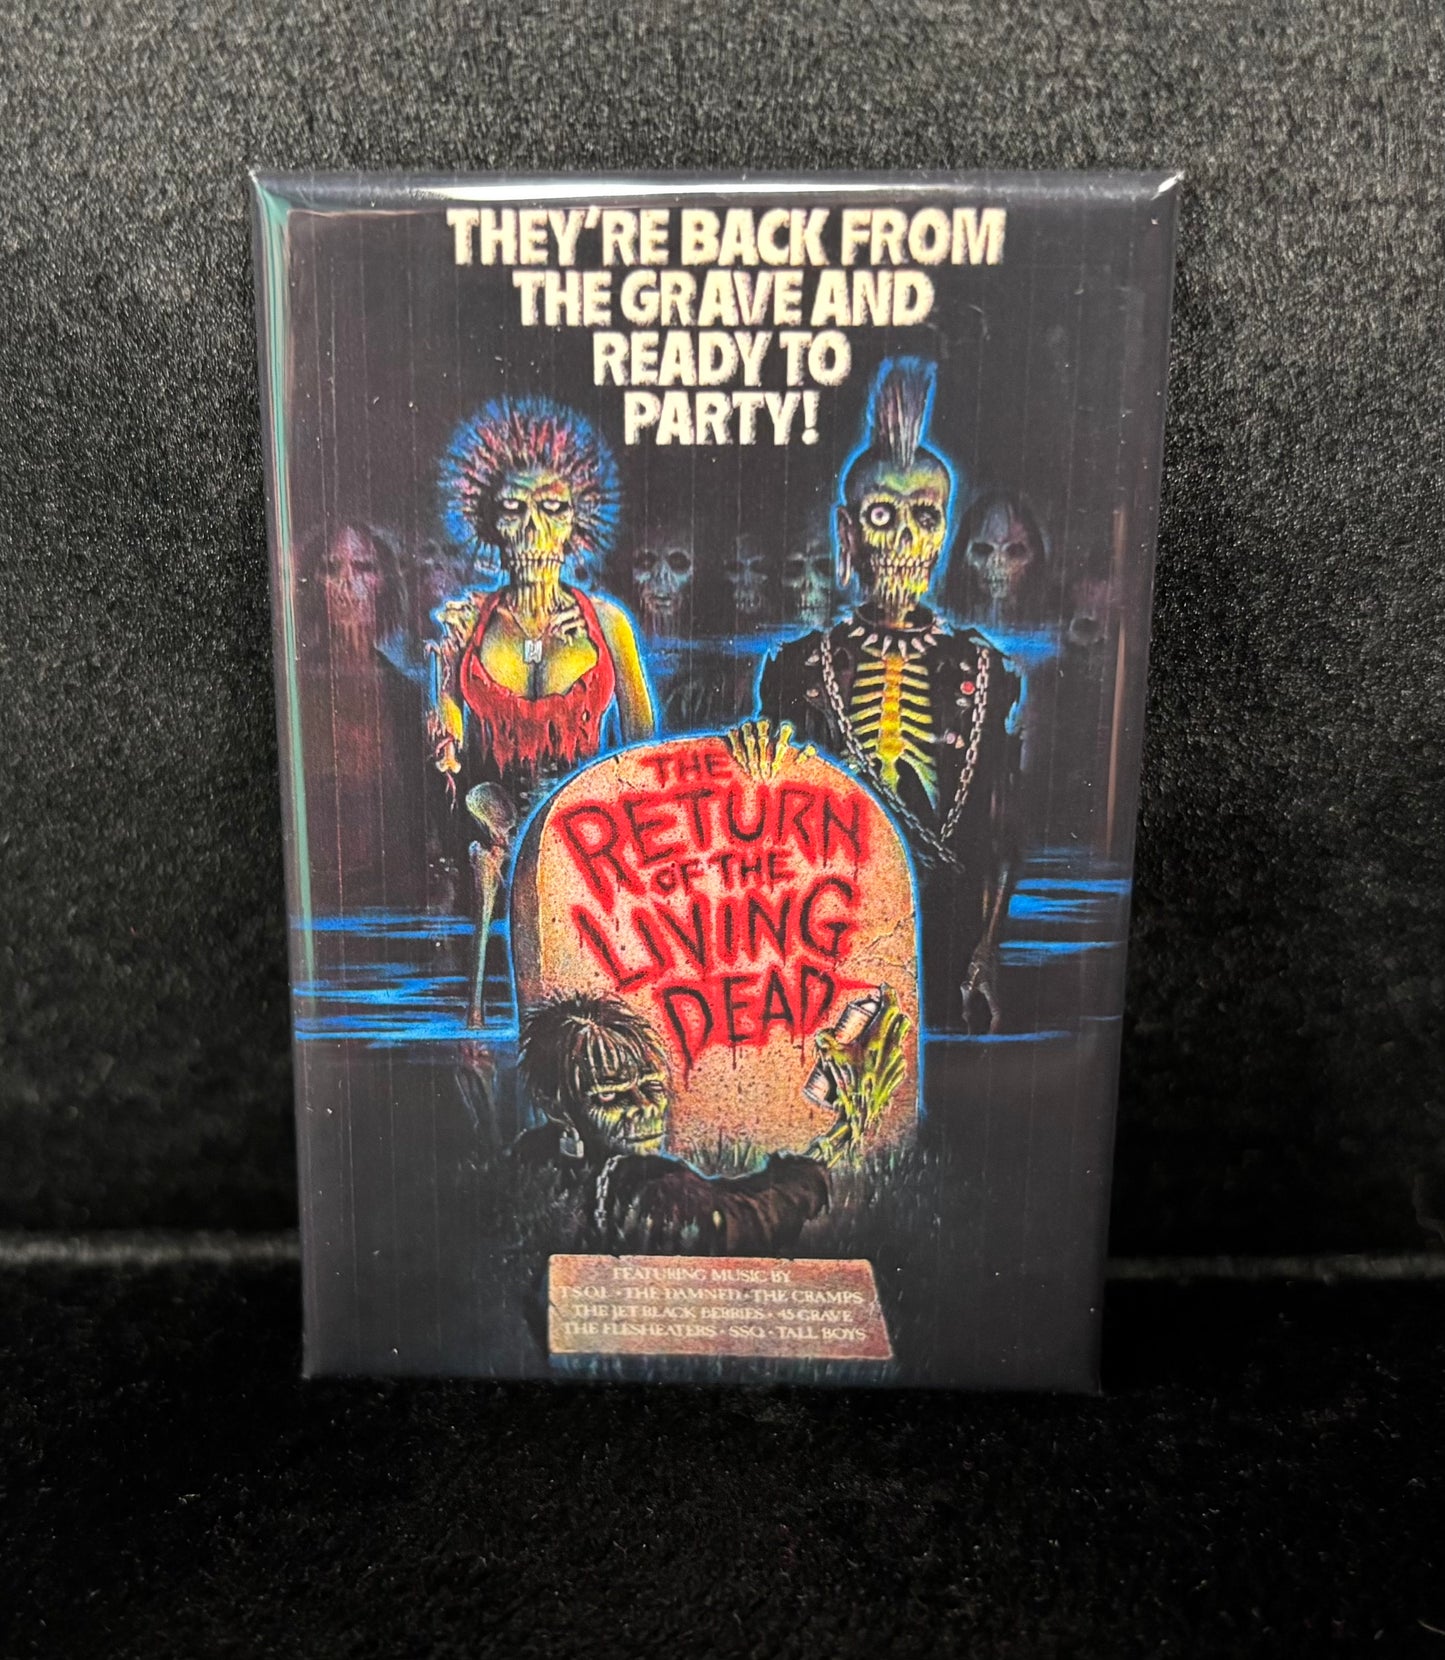 THEY'RE BACK FROM
THE GRAVE AND
READY TO
PARTY!
THE
RETURN
OF THE
LIVING
DEAD
FEATURING MUSIC BY
T.S.O.L. • THE DAMNED • THE CRAMPS
THE JET BLACK BERRIES • 45 GRAVE
THE FLESHEATERS • SSQ • TALL BOYS